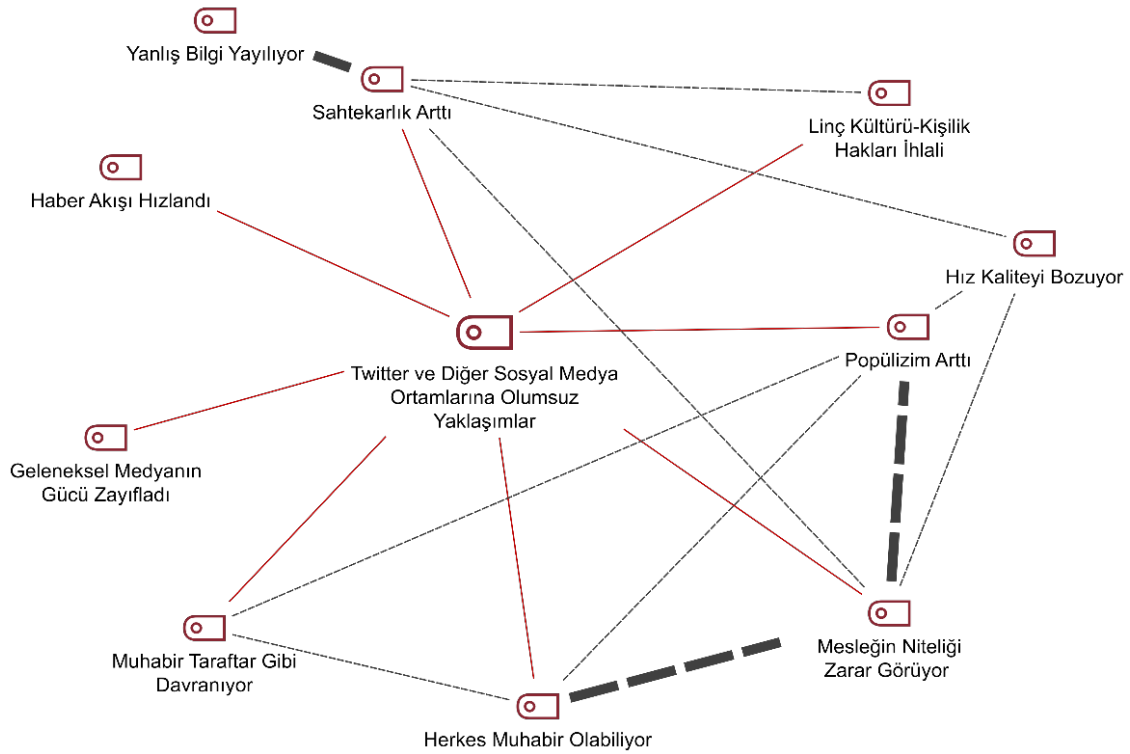 Yanlış Bilgi Yayılıyor
Sahtekarlık Arttı
Linç Kültürü-Kişilik
Hakları İhlali
Haber Akışı Hızlandı
Hız Kaliteyi Bozuyor
Popülizim Arttı
Twitter ve Diğer Sosyal Medya
Ortamlarına Olumsuz
Yaklaşımlar
Geleneksel Medyanın
Gücü Zayıfladı
Muhabir Taraftar Gibi
Davranıyor
Mesleğin Niteliği
Zarar Görüyor
Herkes Muhabir Olabiliyor